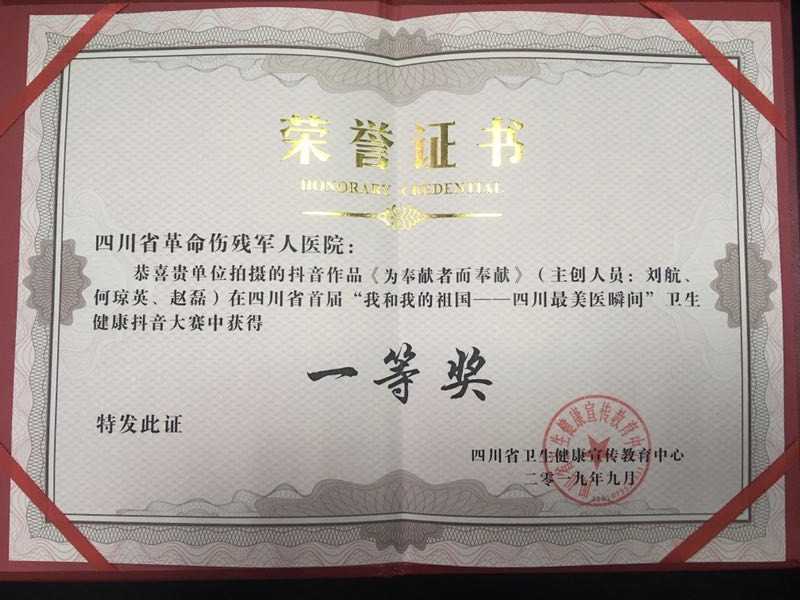 荣誉证书
HONORARY CREDENTIAL
四川省革命伤残军人医院：
恭喜贵单位拍摄的抖音作品《为奉献者而奉献》（主创人员：刘航、
何琼英、赵磊）在四川省首届“我和我的祖国——四川最美医瞬间”卫生
健康抖音大赛中获得
一等奖
特发此证
四川省卫生健康宣传教育中心
二零一九年九月